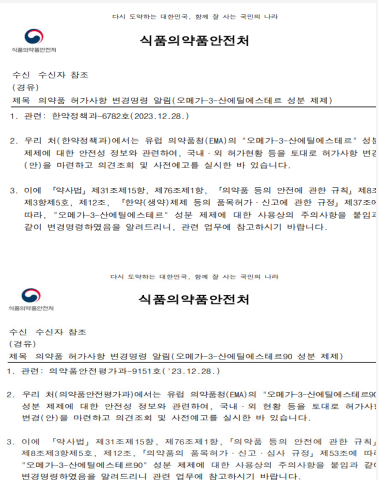 다시 도약하는 대한민국, 함께 잘 사는 국민의 나라
식품의약품안전처
식품의약품안전처
수신 수신자 참조
(경유)
제목 의약품 허가사항 변경명령 알림(오메가-3-산에틸에스테르 성분 제제)
1. 관련: 한약정책과-6782호(2023.12.28.)
2. 우리 처(한약정책과)에서는 유럽 의약품청(EMA)의 "오메가-3-산에틸에스테르" 성분
제제에 대한 안전성 정보와 관련하여, 국내·외 허가현황 등을 토대로 허가사항 변경
(안)을 마련하고 의견조회 및 사전예고를 실시한 바 있습니다.
3. 이에 「약사법」 제31조제15항, 제76조제1항, 「의약품 등의 안전에 관한 규칙」 제8조
제3항제5호, 제12조, 「한약(생약)제제 등의 품목허가·신고에 관한 규정」 제37조에
따라, "오메가-3-산에틸에스테르" 성분 제제에 대한 사용상의 주의사항을 붙임과
같이 변경명령하였음을 알려드리니, 관련 업무에 참고하시기 바랍니다.
다시 도약하는 대한민국, 함께 잘 사는 국민의 나라
식품의약품안전처
식품의약품안전처
수신 수신자 참조
(경유)
제목 의약품 허가사항 변경명령 알림(오메가-3-산에틸에스테르90 성분 제제)
1. 관련: 의약품안전평가과-9151호('23.12.28.)
2. 우리 처(의약품안전평가과)에서는 유럽 의약품청(EMA)의 "오메가-3-산에틸에스테르90
성분 제제에 대한 안전성 정보와 관련하여, 국내·외 허가 현황 등을 토대로 허가사항
변경(안)을 마련하고 의견조회 및 사전예고를 실시한 바 있습니다.
3. 이에 「약사법」 제31조제15항, 제76조제1항, 「의약품 등의 안전에 관한 규칙」
제8조제3항제5호, 제12조, 「의약품의 품목허가·신고·심사 규정」 제53조에 따라
"오메가-3-산에틸에스테르90" 성분 제제에 대한 사용상의 주의사항을 붙임과 같이
변경명령하였음을 알려드리니 관련 업무에 참고하시기 바랍니다.